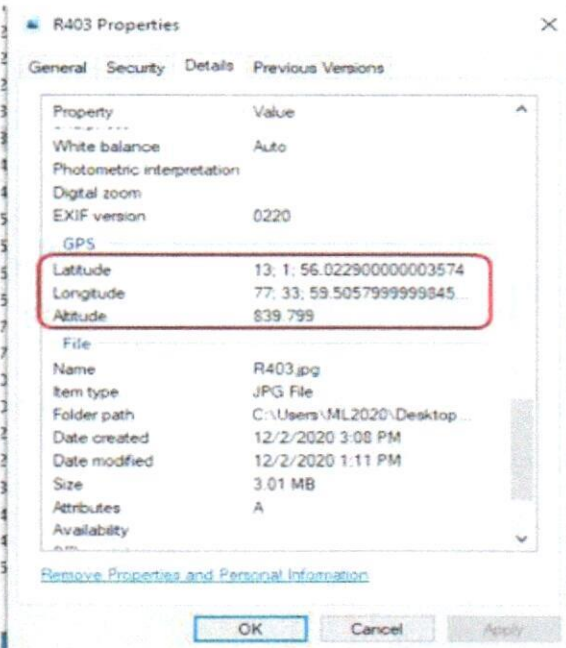 R403 Properties
General Security Details Previous Versions
Property Value
White balance Auto
Photometric interpretation
Digital zoom
EXIF version 0220
GPS
Latitude 13; 1; 56.022900000003574
Longitude 77; 33; 59.5057999999845...
Altitude 839.799
File
Name R403.jpg
Item type JPG File
Folder path C:\Users\ML2020\Desktop...
Date created 12/2/2020 3:08 PM
Date modified 12/2/2020 1:11 PM
Size 3.01 MB
Attributes A
Availability
Remove Properties and Personal Information
OK Cancel Apply